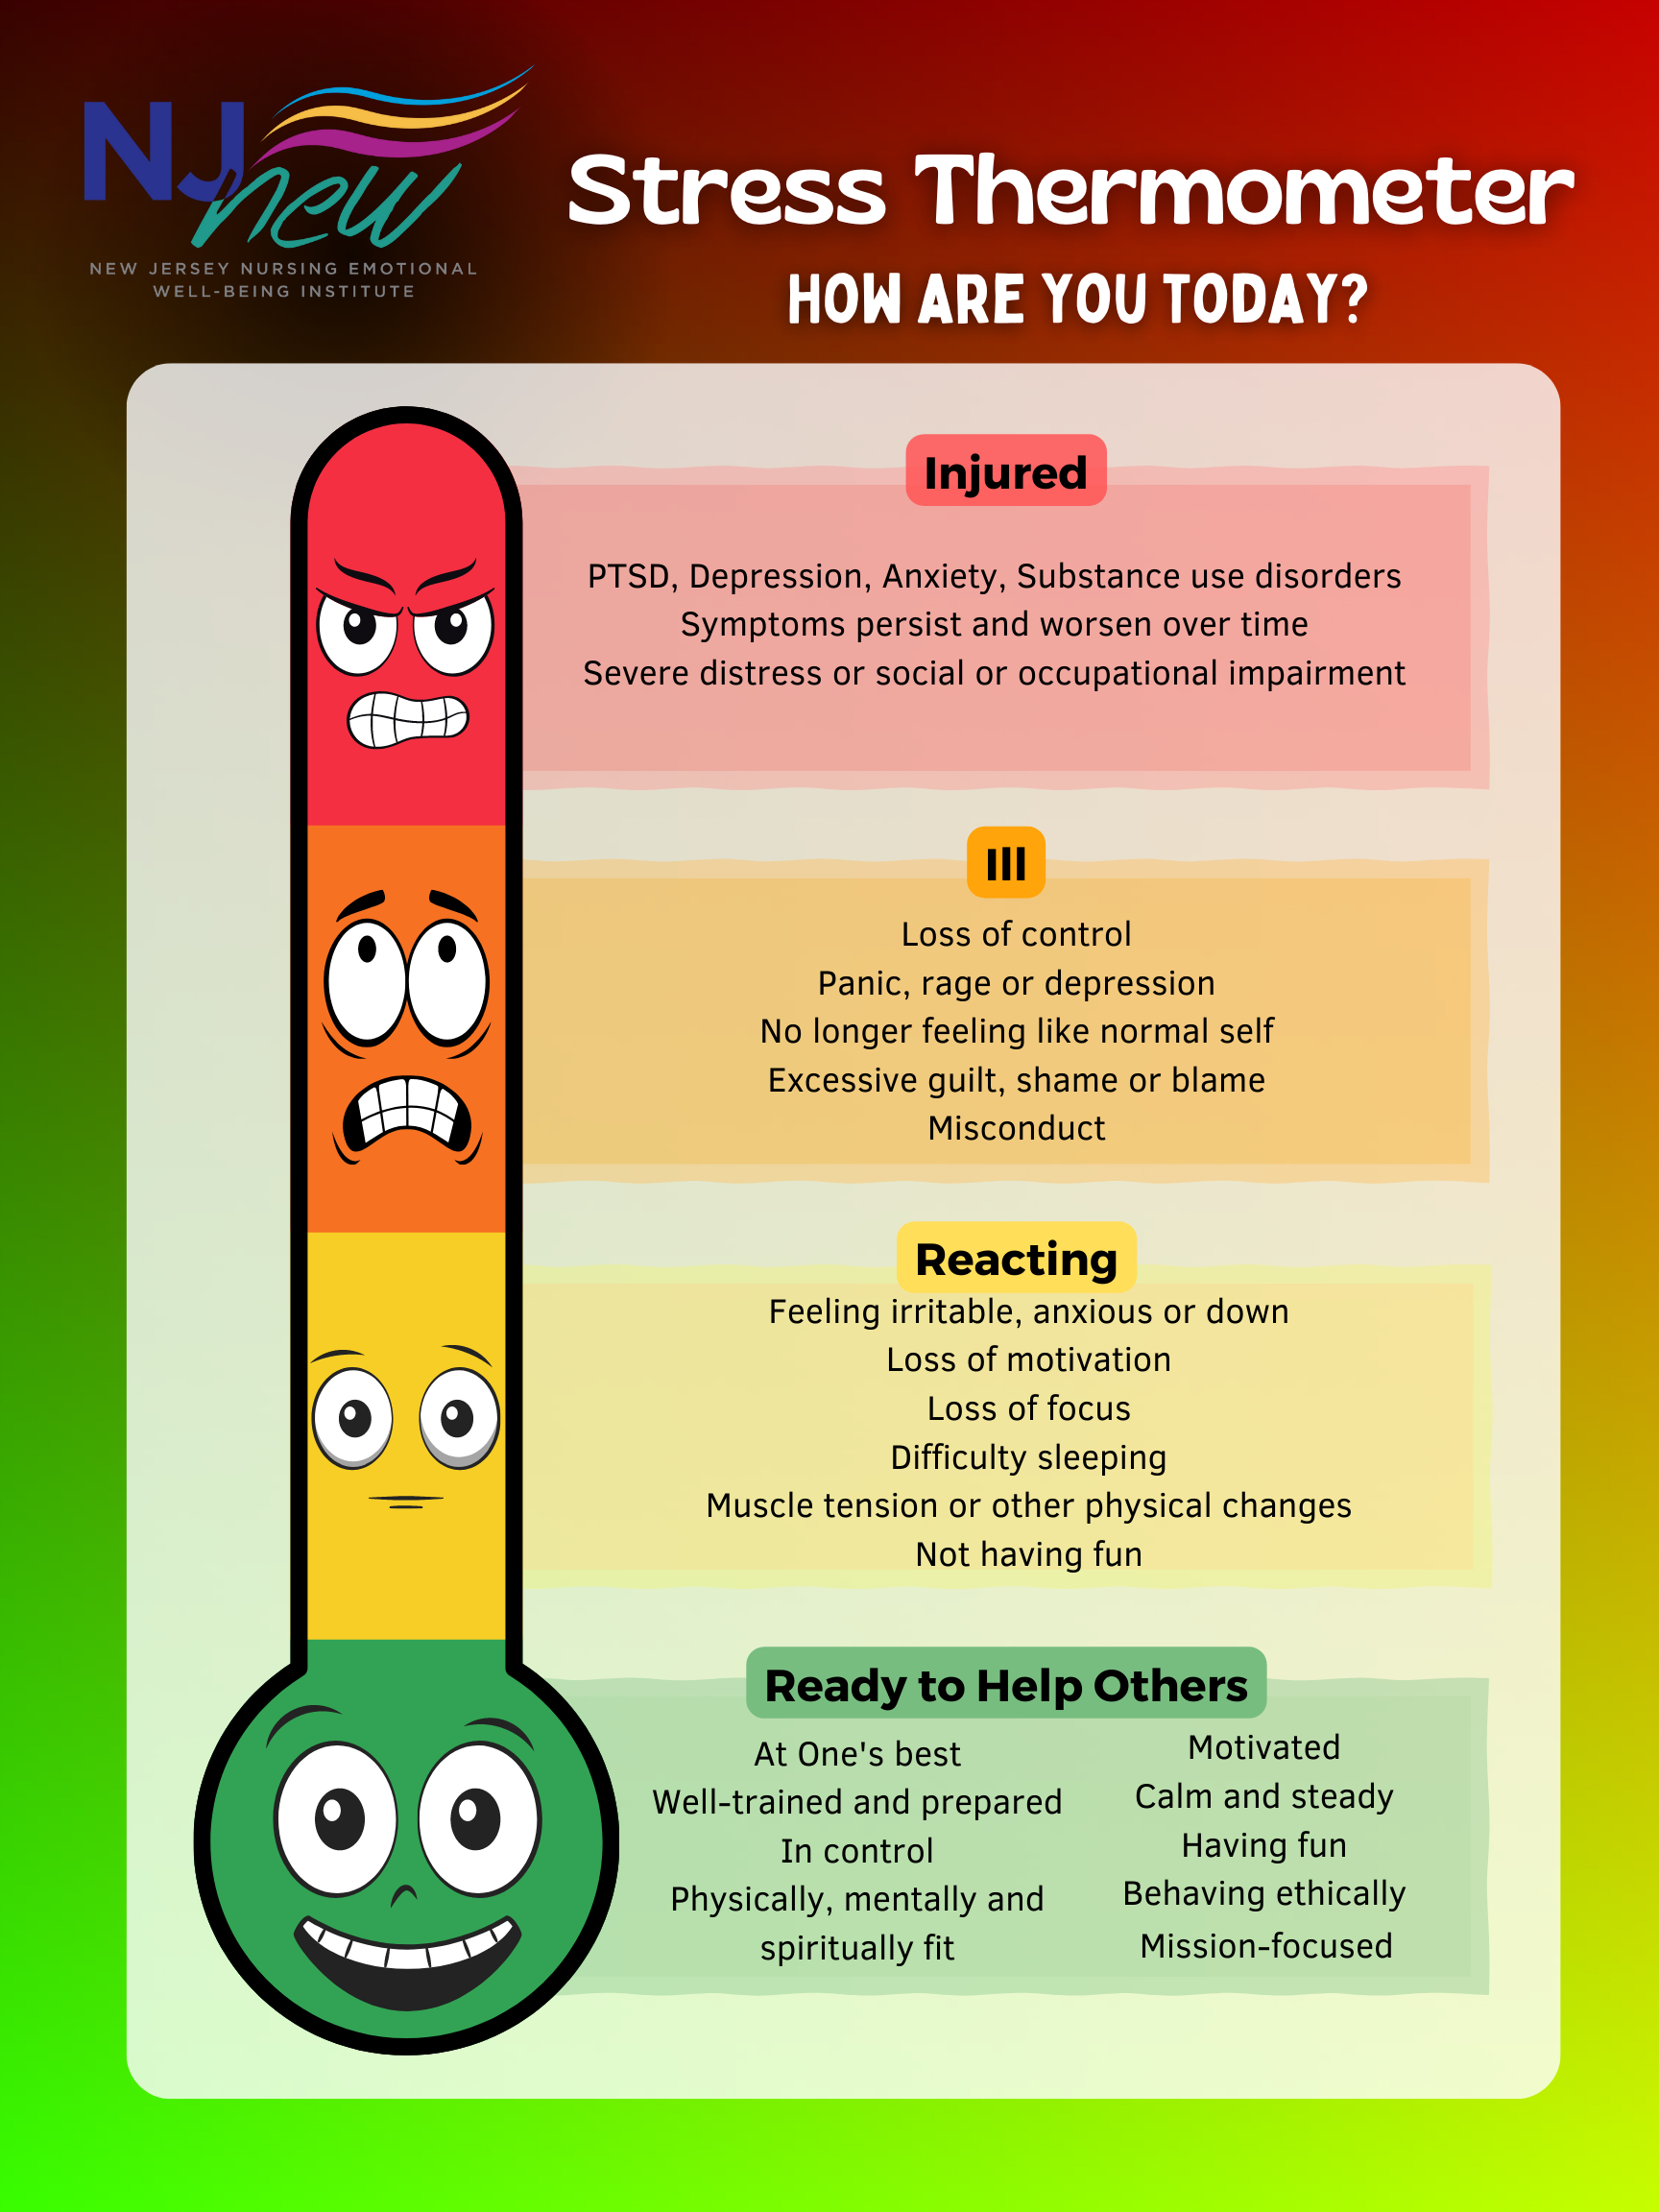 NJ new
NEW JERSEY NURSING EMOTIONAL
WELL-BEING INSTITUTE
Stress Thermometer
HOW ARE YOU TODAY?
Injured
PTSD, Depression, Anxiety, Substance use disorders
Symptoms persist and worsen over time
Severe distress or social or occupational impairment
Ill
Loss of control
Panic, rage or depression
No longer feeling like normal self
Excessive guilt, shame or blame
Misconduct
Reacting
Feeling irritable, anxious or down
Loss of motivation
Loss of focus
Difficulty sleeping
Muscle tension or other physical changes
Not having fun
Ready to Help Others
At One's best
Well-trained and prepared
In control
Physically, mentally and
spiritually fit
Motivated
Calm and steady
Having fun
Behaving ethically
Mission-focused